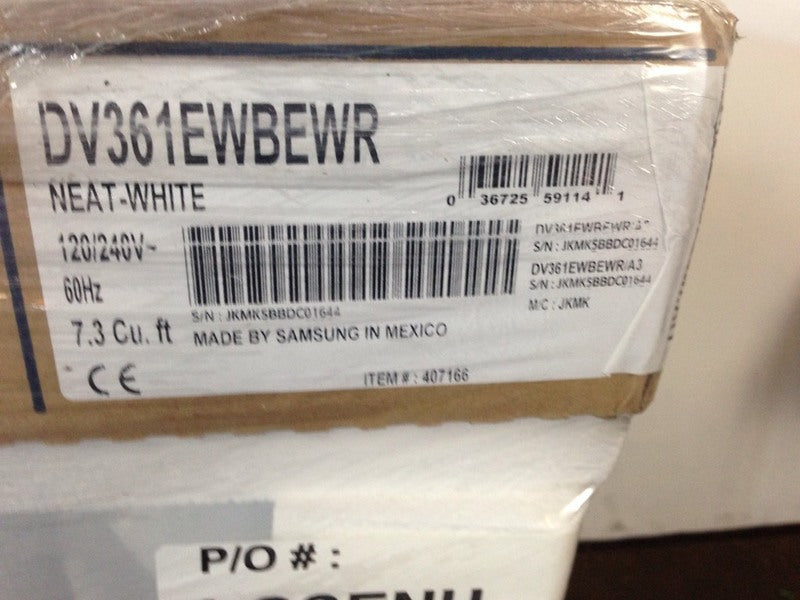 DV361EWBEWR
NEAT-WHITE
0 36725 59114 1
120/240V~
60Hz
7.3 Cu. ft
S/N : JKMK5BBDC01644
MADE BY SAMSUNG IN MEXICO
CE
ITEM # : 407166
DV361EWBEWR/A3
S/N : JKMK5BBDC01644
DV361EWBEWR/A3
S/N : JKMK5BBDC01644
M/C : JKMK
P/O # :